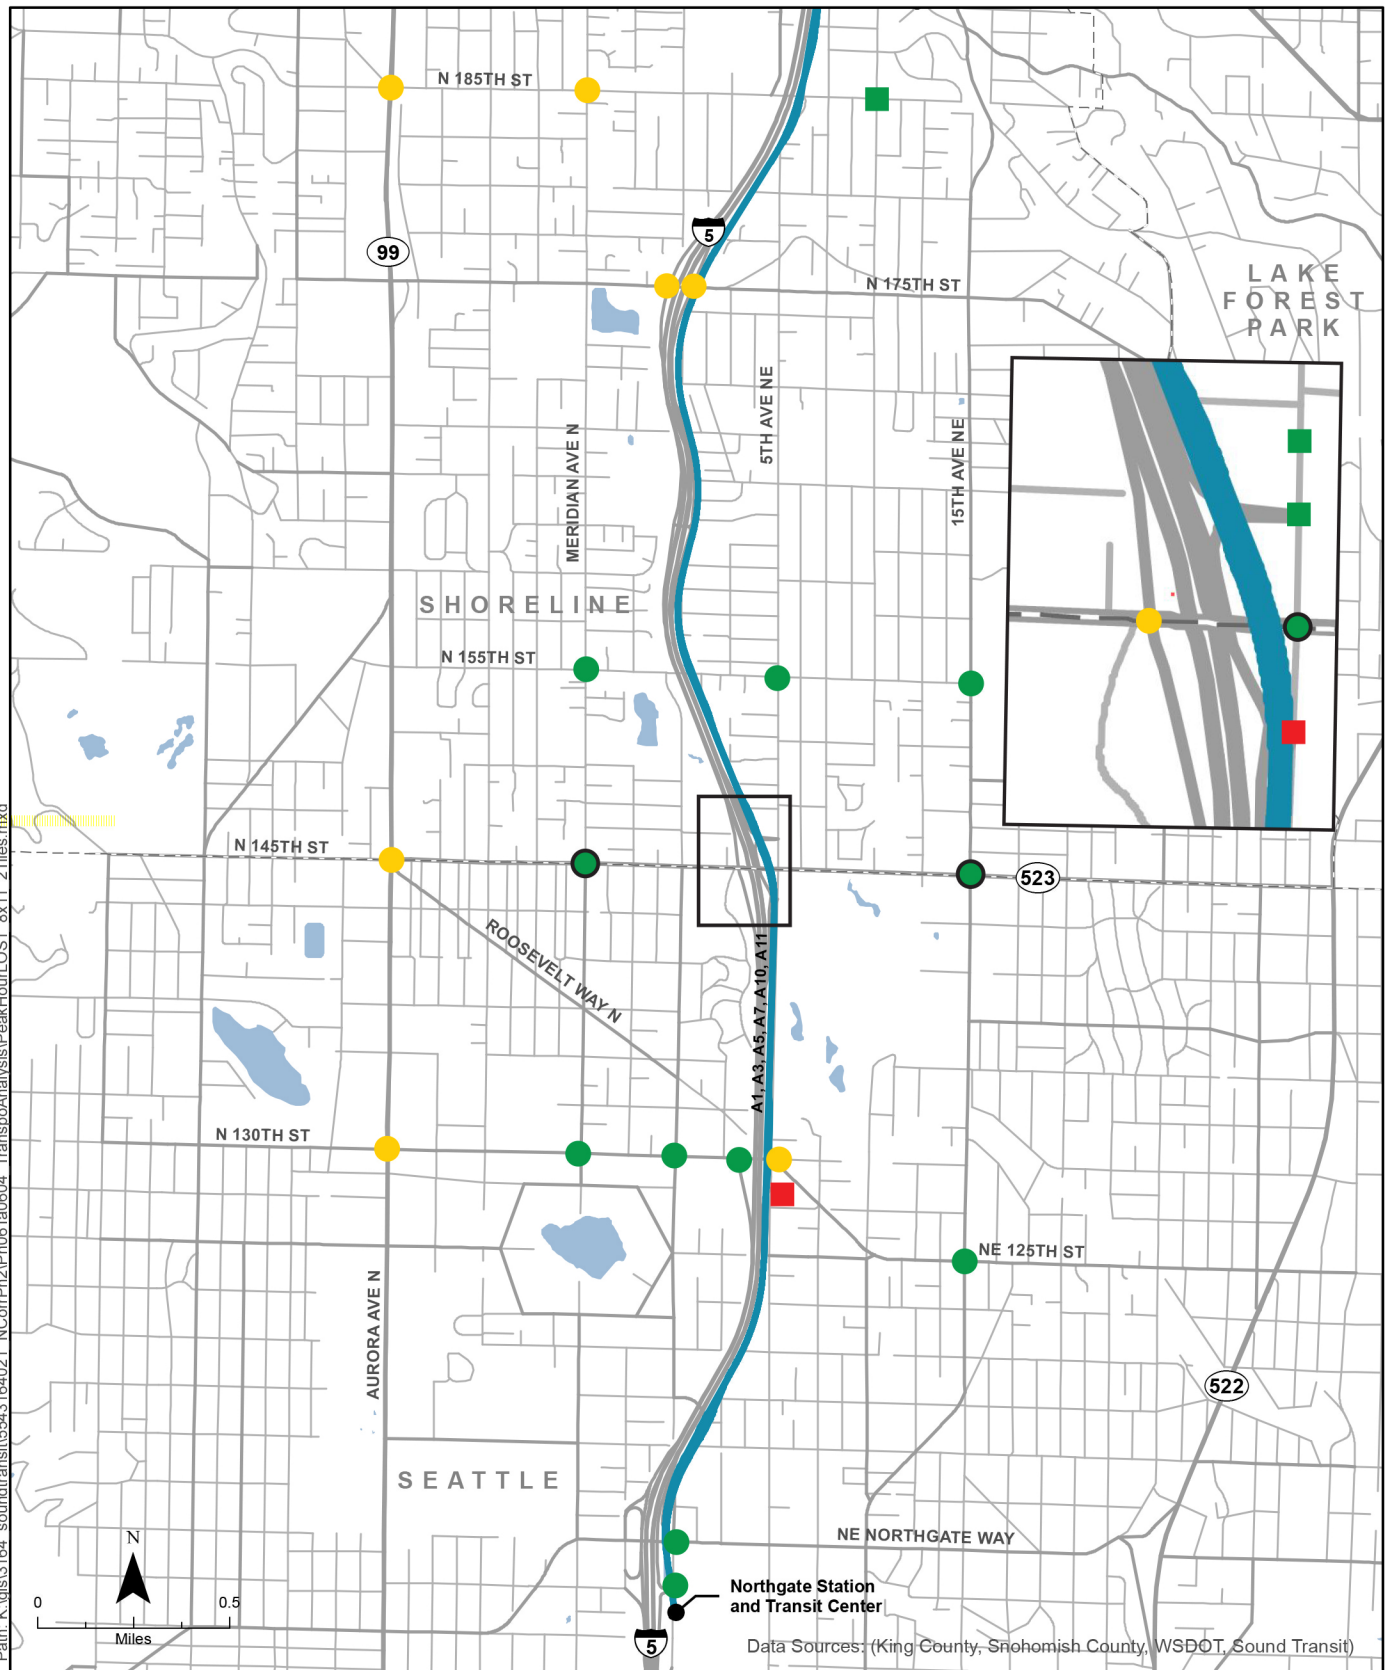 N 185TH ST
5
99
N 175TH ST
LAKE
FOREST
PARK
5TH AVE NE
MERIDIAN AVE N
15TH AVE NE
SHORELINE
N 155TH ST
N 145TH ST
523
ROOSEVELT WAY N
A1, A3, A5, A7, A10, A11
N 130TH ST
NE 125TH ST
AURORA AVE N
522
SEATTLE
NE NORTHGATE WAY
N
0 0.5
Miles
Northgate Station
and Transit Center
5
Data Sources: (King County, Snohomish County, WSDOT, Sound Transit)